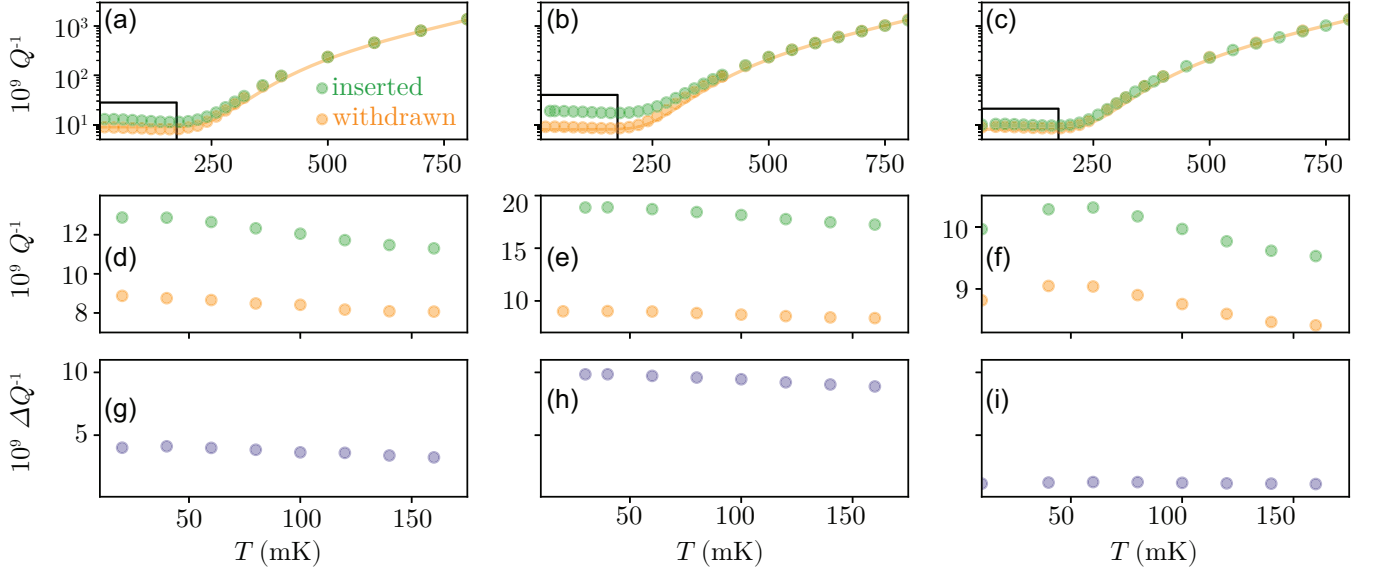 (a) (b) (c)
10³
10²
10¹
10⁹ Q⁻¹
inserted
withdrawn
250 500 750 250 500 750 250 500 750
(d) (e) (f)
12
10
8
20
15
10
10
9
10⁹ Q⁻¹
(g) (h) (i)
10
5
10⁹ ΔQ⁻¹
50 100 150 50 100 150 50 100 150
T (mK) T (mK) T (mK)